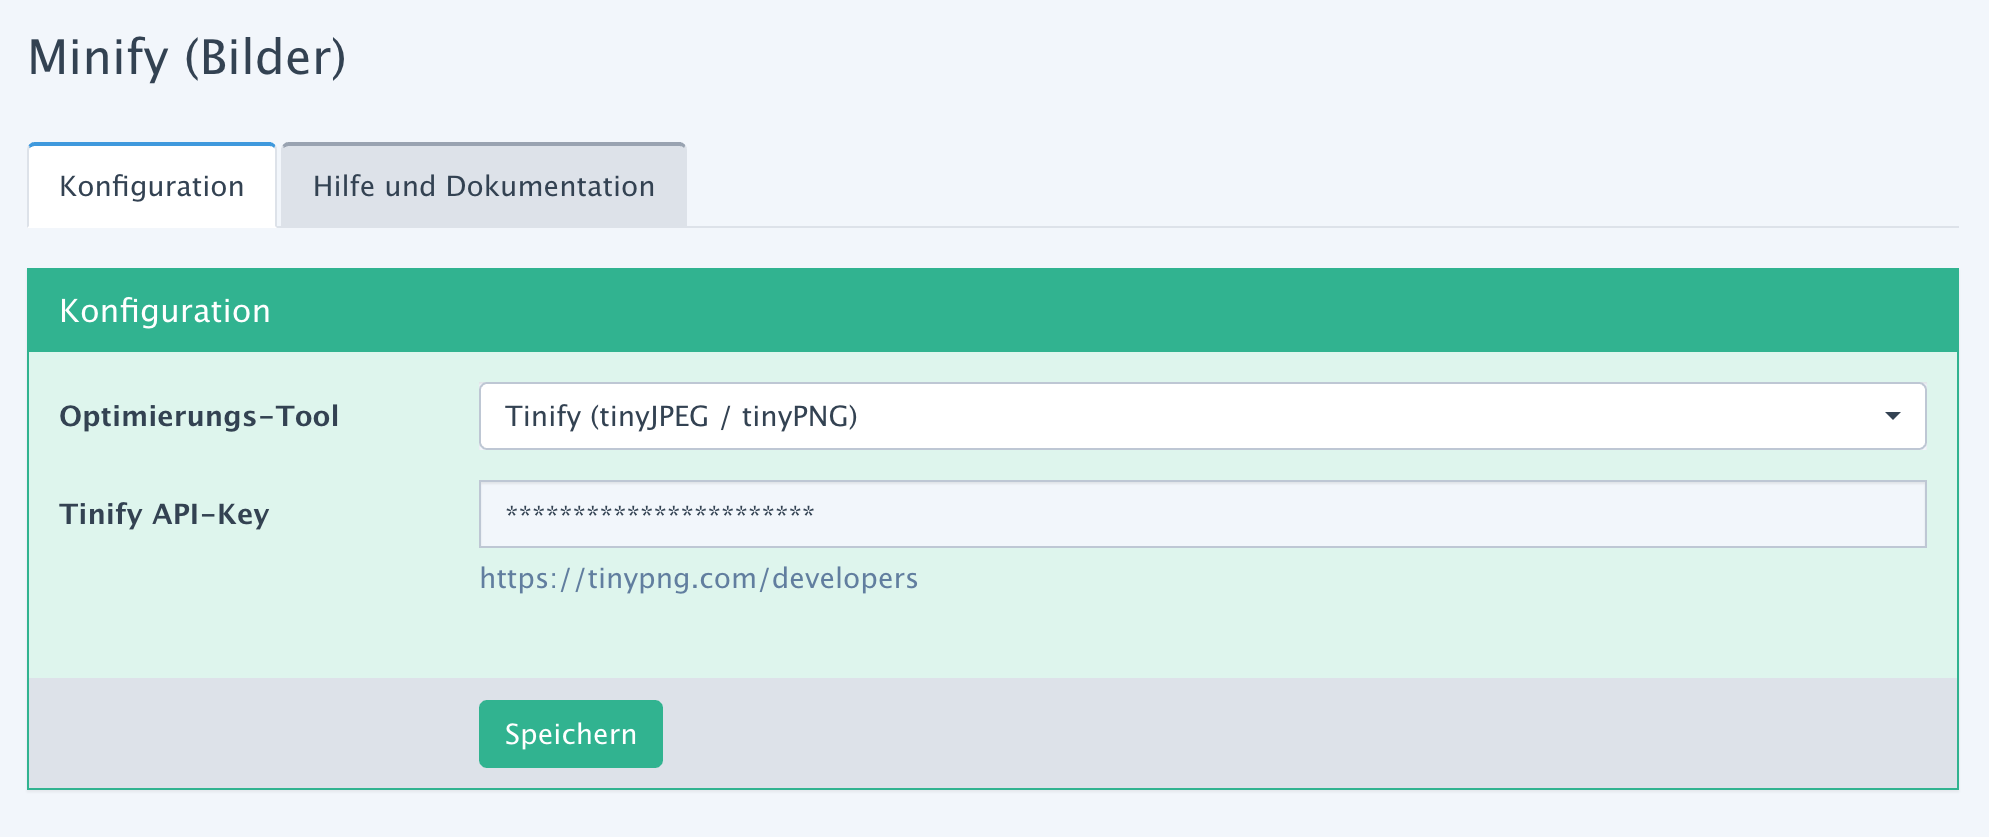 Minify (Bilder)
Konfiguration
Hilfe und Dokumentation
Konfiguration
Optimierungs-Tool
Tinify (tinyJPEG / tinyPNG)
Tinify API-Key
***********************
https://tinypng.com/developers
Speichern